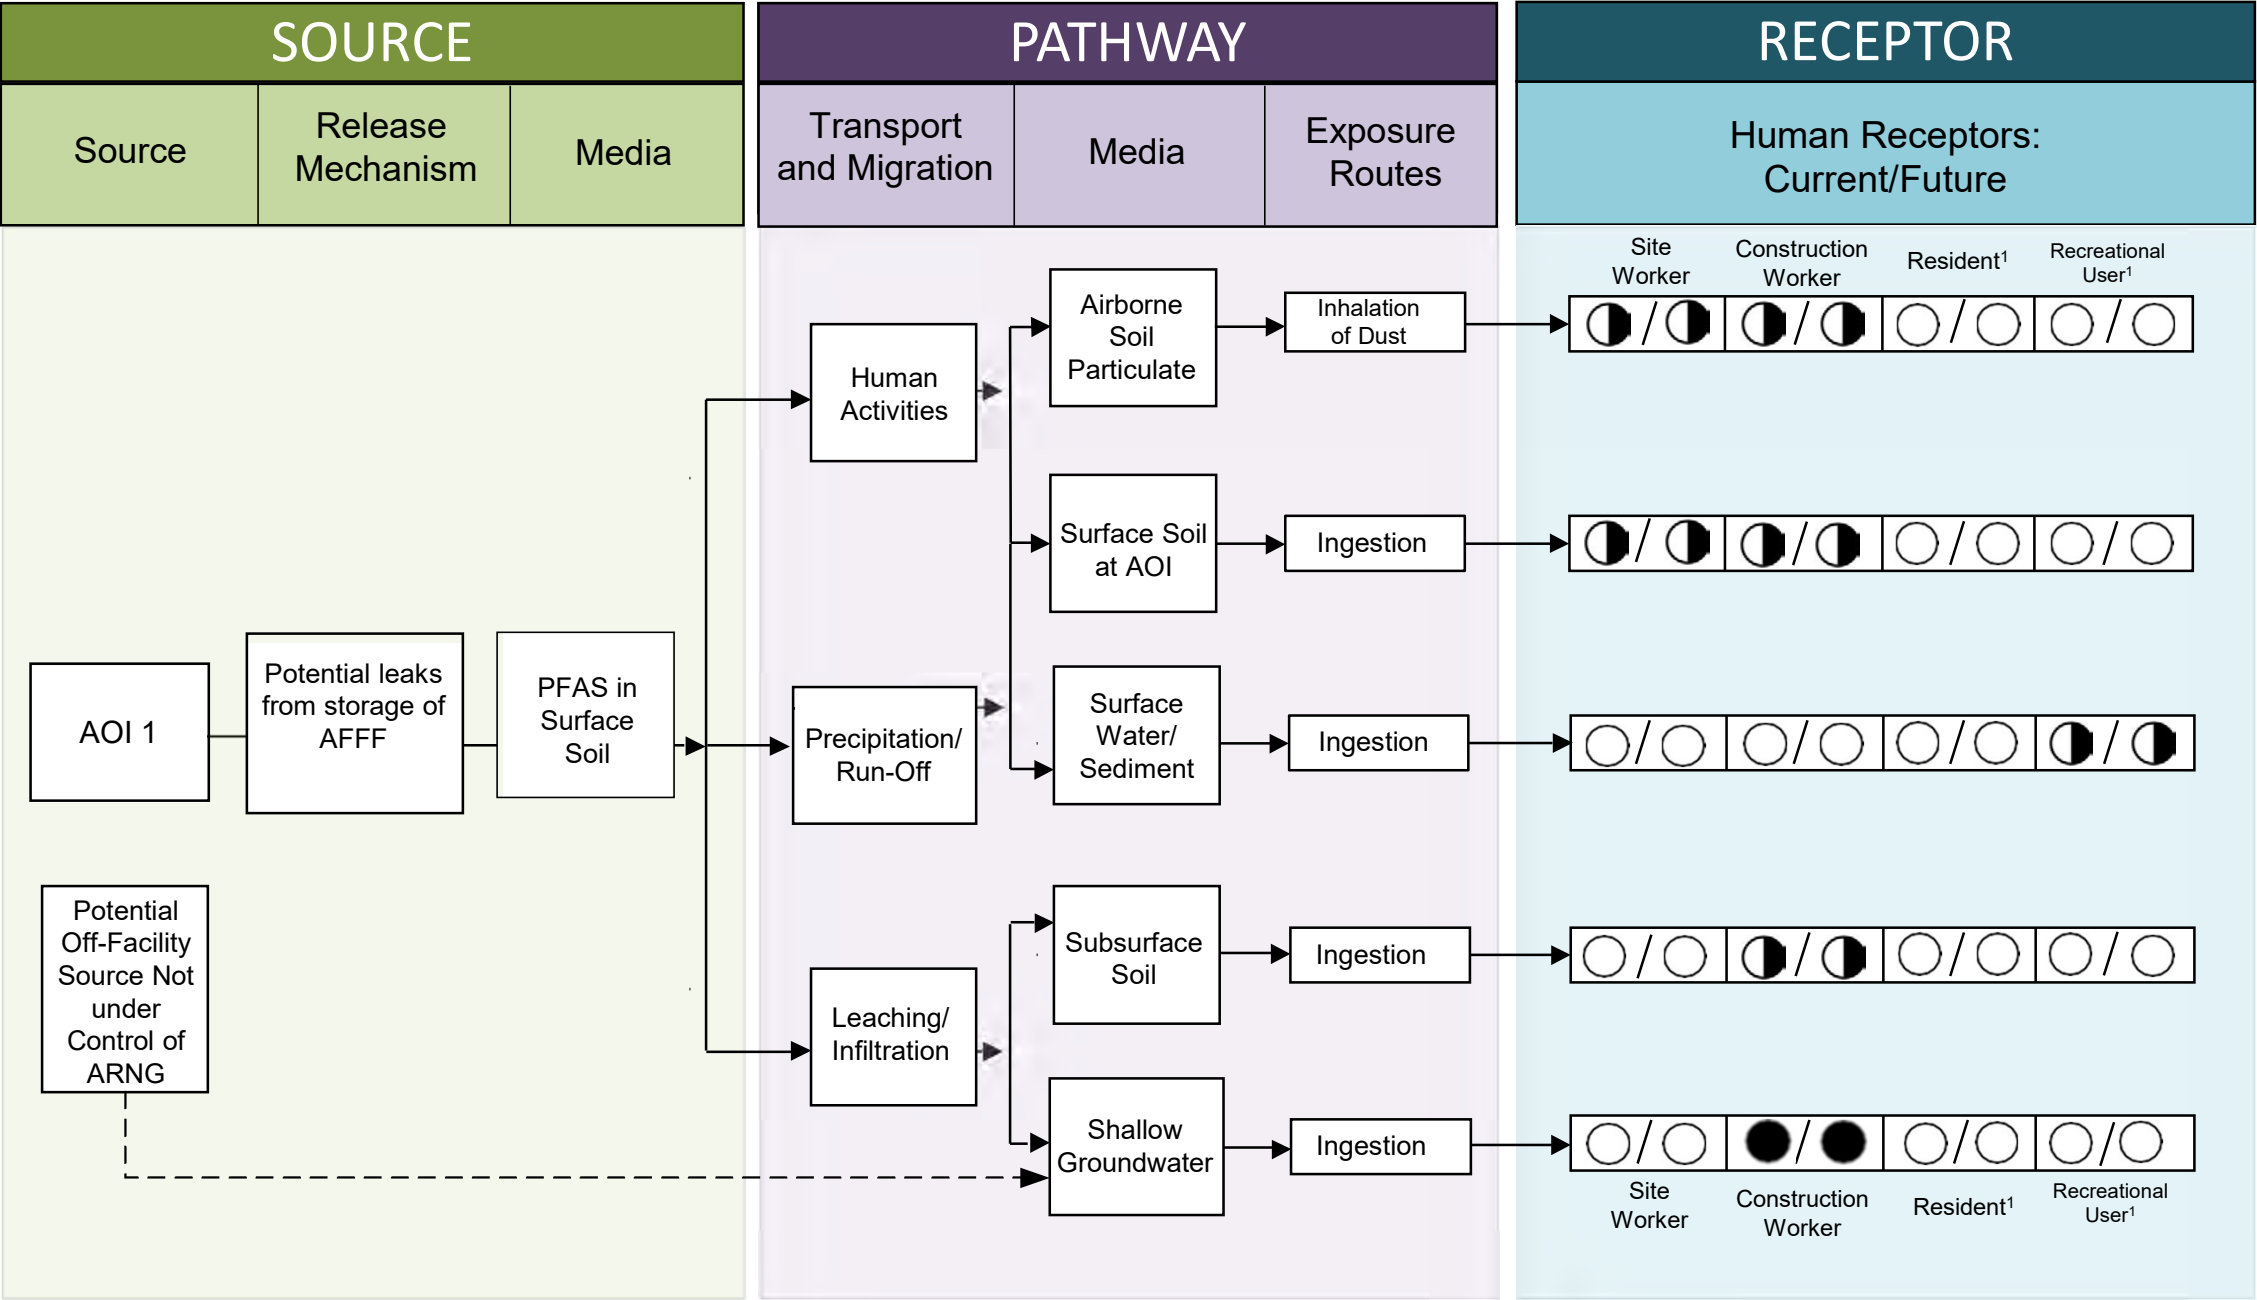 SOURCE
PATHWAY
RECEPTOR
Source
Release
Mechanism
Media
Transport
and Migration
Media
Exposure
Routes
Human Receptors:
Current/Future
Site
Worker
Construction
Worker
Resident¹
Recreational
User¹
Airborne
Soil
Particulate
Inhalation
of Dust
/ / / /
Human
Activities
Surface Soil
at AOI
Ingestion
/ / / /
AOI 1
Potential leaks
from storage of
AFFF
PFAS in
Surface
Soil
Precipitation/
Run-Off
Surface
Water/
Sediment
Ingestion
/ / / /
Potential
Off-Facility
Source Not
under
Control of
ARNG
Leaching/
Infiltration
Subsurface
Soil
Ingestion
/ / / /
Shallow
Groundwater
Ingestion
/ / / /
Site
Worker
Construction
Worker
Resident¹
Recreational
User¹